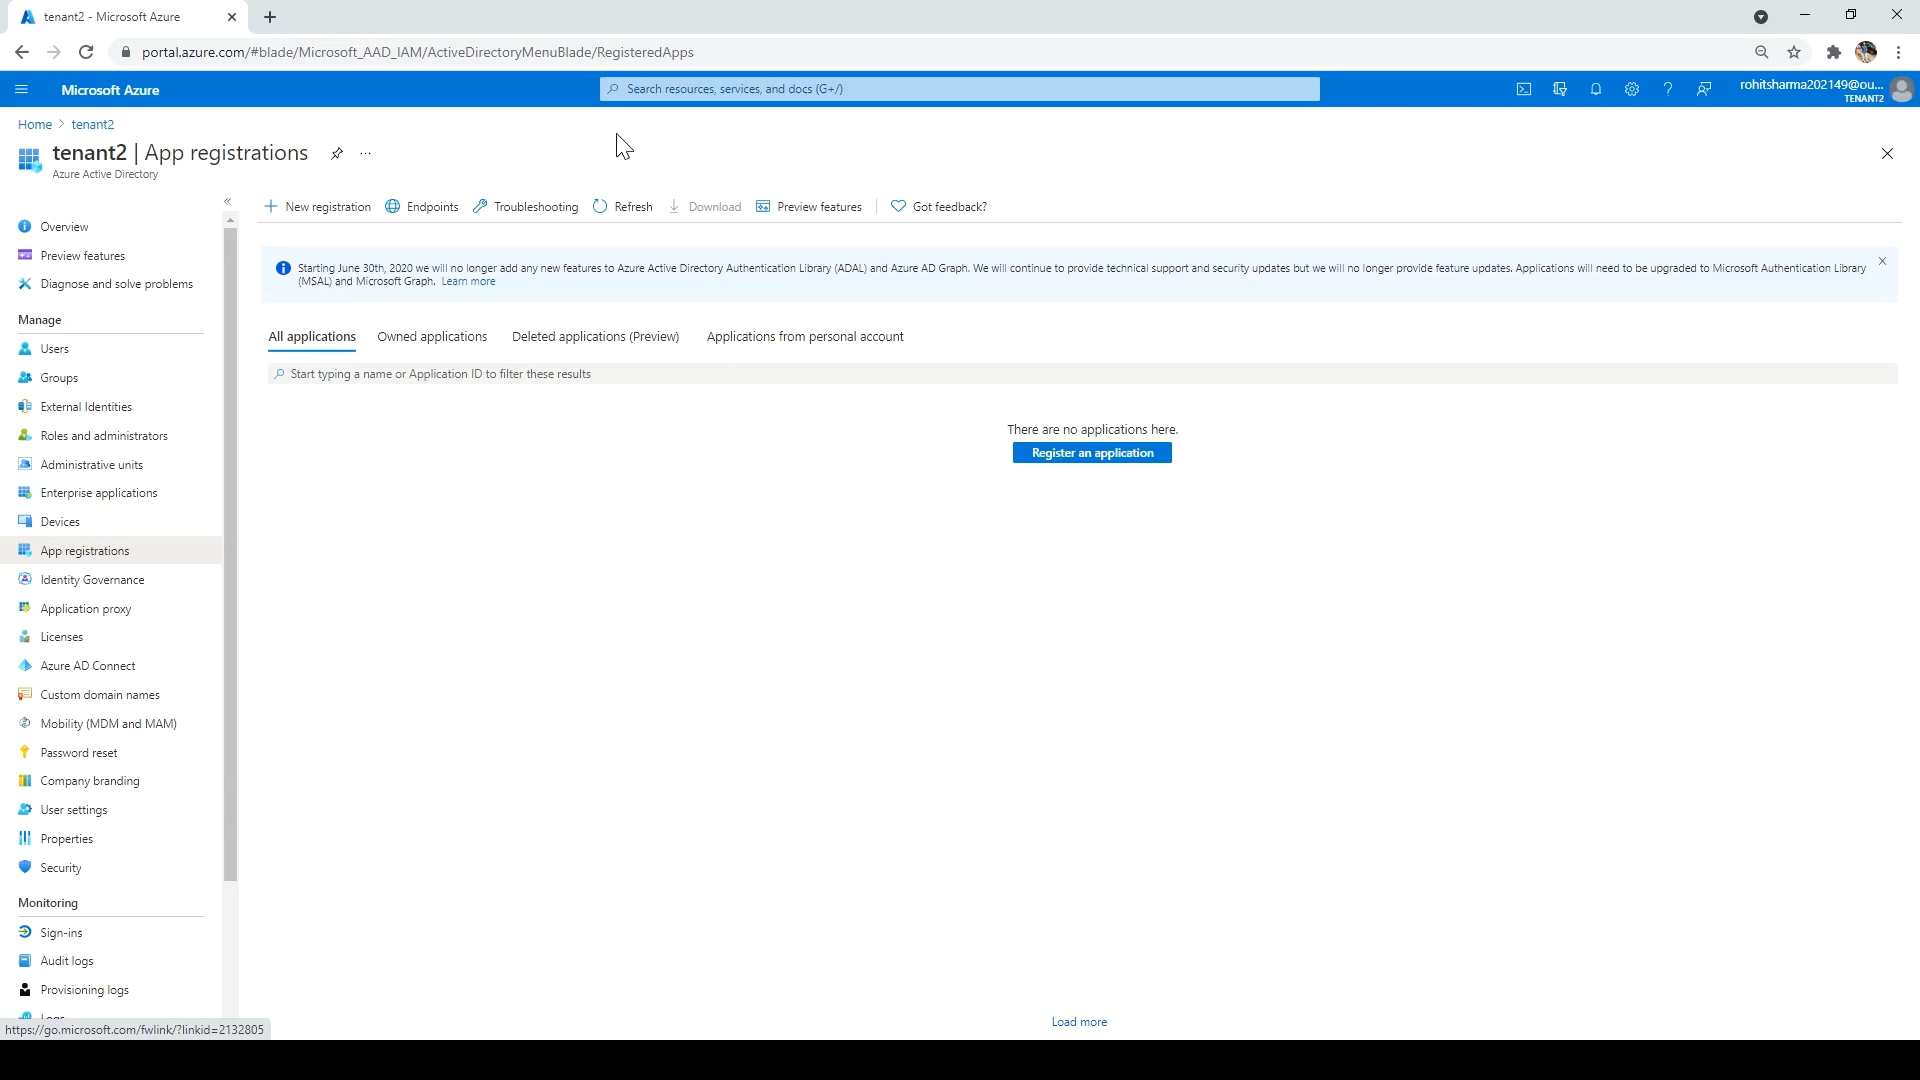 tenant2 - Microsoft Azure
portal.azure.com/#blade/Microsoft_AAD_IAM/ActiveDirectoryMenuBlade/RegisteredApps
Microsoft Azure
Search resources, services, and docs (G+/)
rohitsharma202149@ou...
TENANT2
Home > tenant2
tenant2 | App registrations
Azure Active Directory
New registration
Endpoints
Troubleshooting
Refresh
Download
Preview features
Got feedback?
Starting June 30th, 2020 we will no longer add any new features to Azure Active Directory Authentication Library (ADAL) and Azure AD Graph. We will continue to provide technical support and security updates but we will no longer provide feature updates. Applications will need to be upgraded to Microsoft Authentication Library
(MSAL) and Microsoft Graph. Learn more
All applications
Owned applications
Deleted applications (Preview)
Applications from personal account
Start typing a name or Application ID to filter these results
There are no applications here.
Register an application
Load more
Overview
Preview features
Diagnose and solve problems
Manage
Users
Groups
External Identities
Roles and administrators
Administrative units
Enterprise applications
Devices
App registrations
Identity Governance
Application proxy
Licenses
Azure AD Connect
Custom domain names
Mobility (MDM and MAM)
Password reset
Company branding
User settings
Properties
Security
Monitoring
Sign-ins
Audit logs
Provisioning logs
https://go.microsoft.com/fwlink/?linkid=2132805